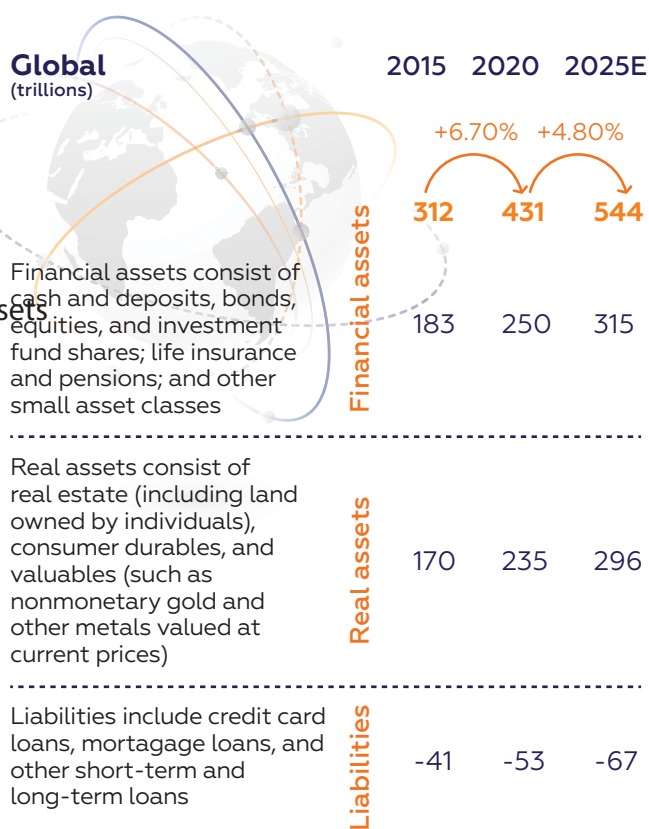 Global
(trillions)
2015 2020 2025E
+6.70% +4.80%
312 431 544
Financial assets consist of
cash and deposits, bonds,
sets
equities, and investment
fund shares; life insurance
and pensions; and other
small asset classes
Financial assets
183 250 315
Real assets consist of
real estate (including land
owned by individuals),
consumer durables, and
valuables (such as
nonmonetary gold and
other metals valued at
current prices)
Real assets
170 235 296
Liabilities include credit card
loans, mortagage loans, and
other short-term and
long-term loans
Liabilities
-41 -53 -67